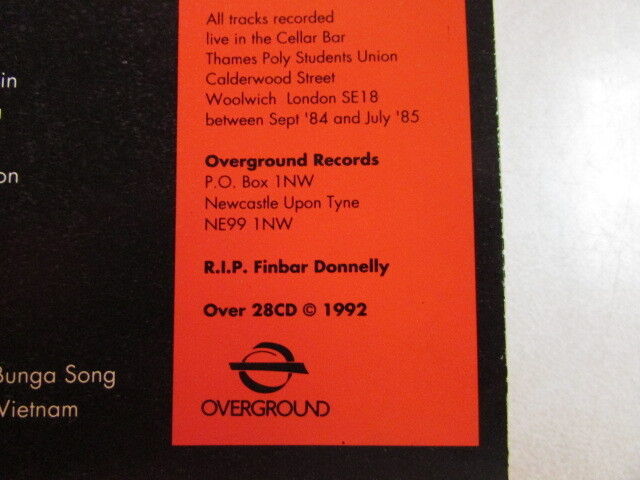 All tracks recorded
live in the Cellar Bar
Thames Poly Students Union
Calderwood Street
Woolwich London SE18
between Sept '84 and July '85
Overground Records
P.O. Box 1NW
Newcastle Upon Tyne
NE99 1NW
R.I.P. Finbar Donnelly
Over 28CD © 1992
OVERGROUND
in
on
Bunga Song
Vietnam